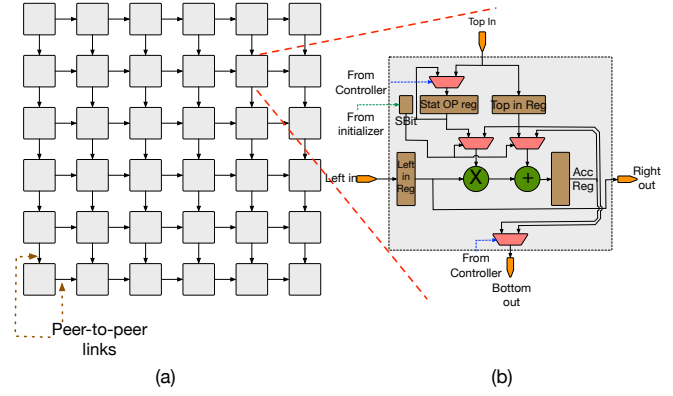 Top In
From
Controller
Stat OP reg
Top in Reg
SBit
From
initializer
Left in
Left
in
Reg
X
+
Acc
Reg
Right
out
From
Controller
Bottom
out
Peer-to-peer
links
(a)
(b)